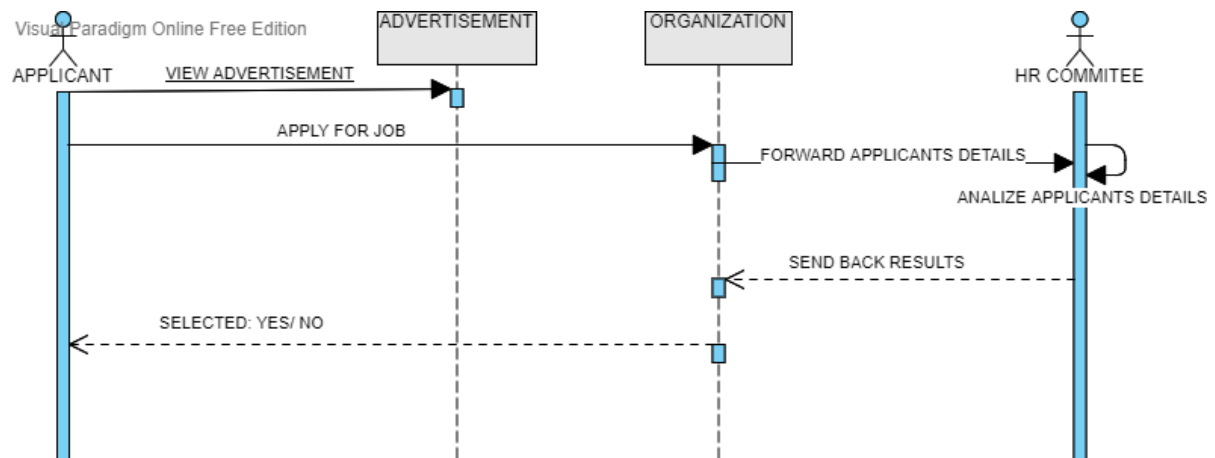 Visual Paradigm Online Free Edition
ADVERTISEMENT
ORGANIZATION
APPLICANT
HR COMMITEE
VIEW ADVERTISEMENT
APPLY FOR JOB
FORWARD APPLICANTS DETAILS
ANALIZE APPLICANTS DETAILS
SEND BACK RESULTS
SELECTED: YES/ NO